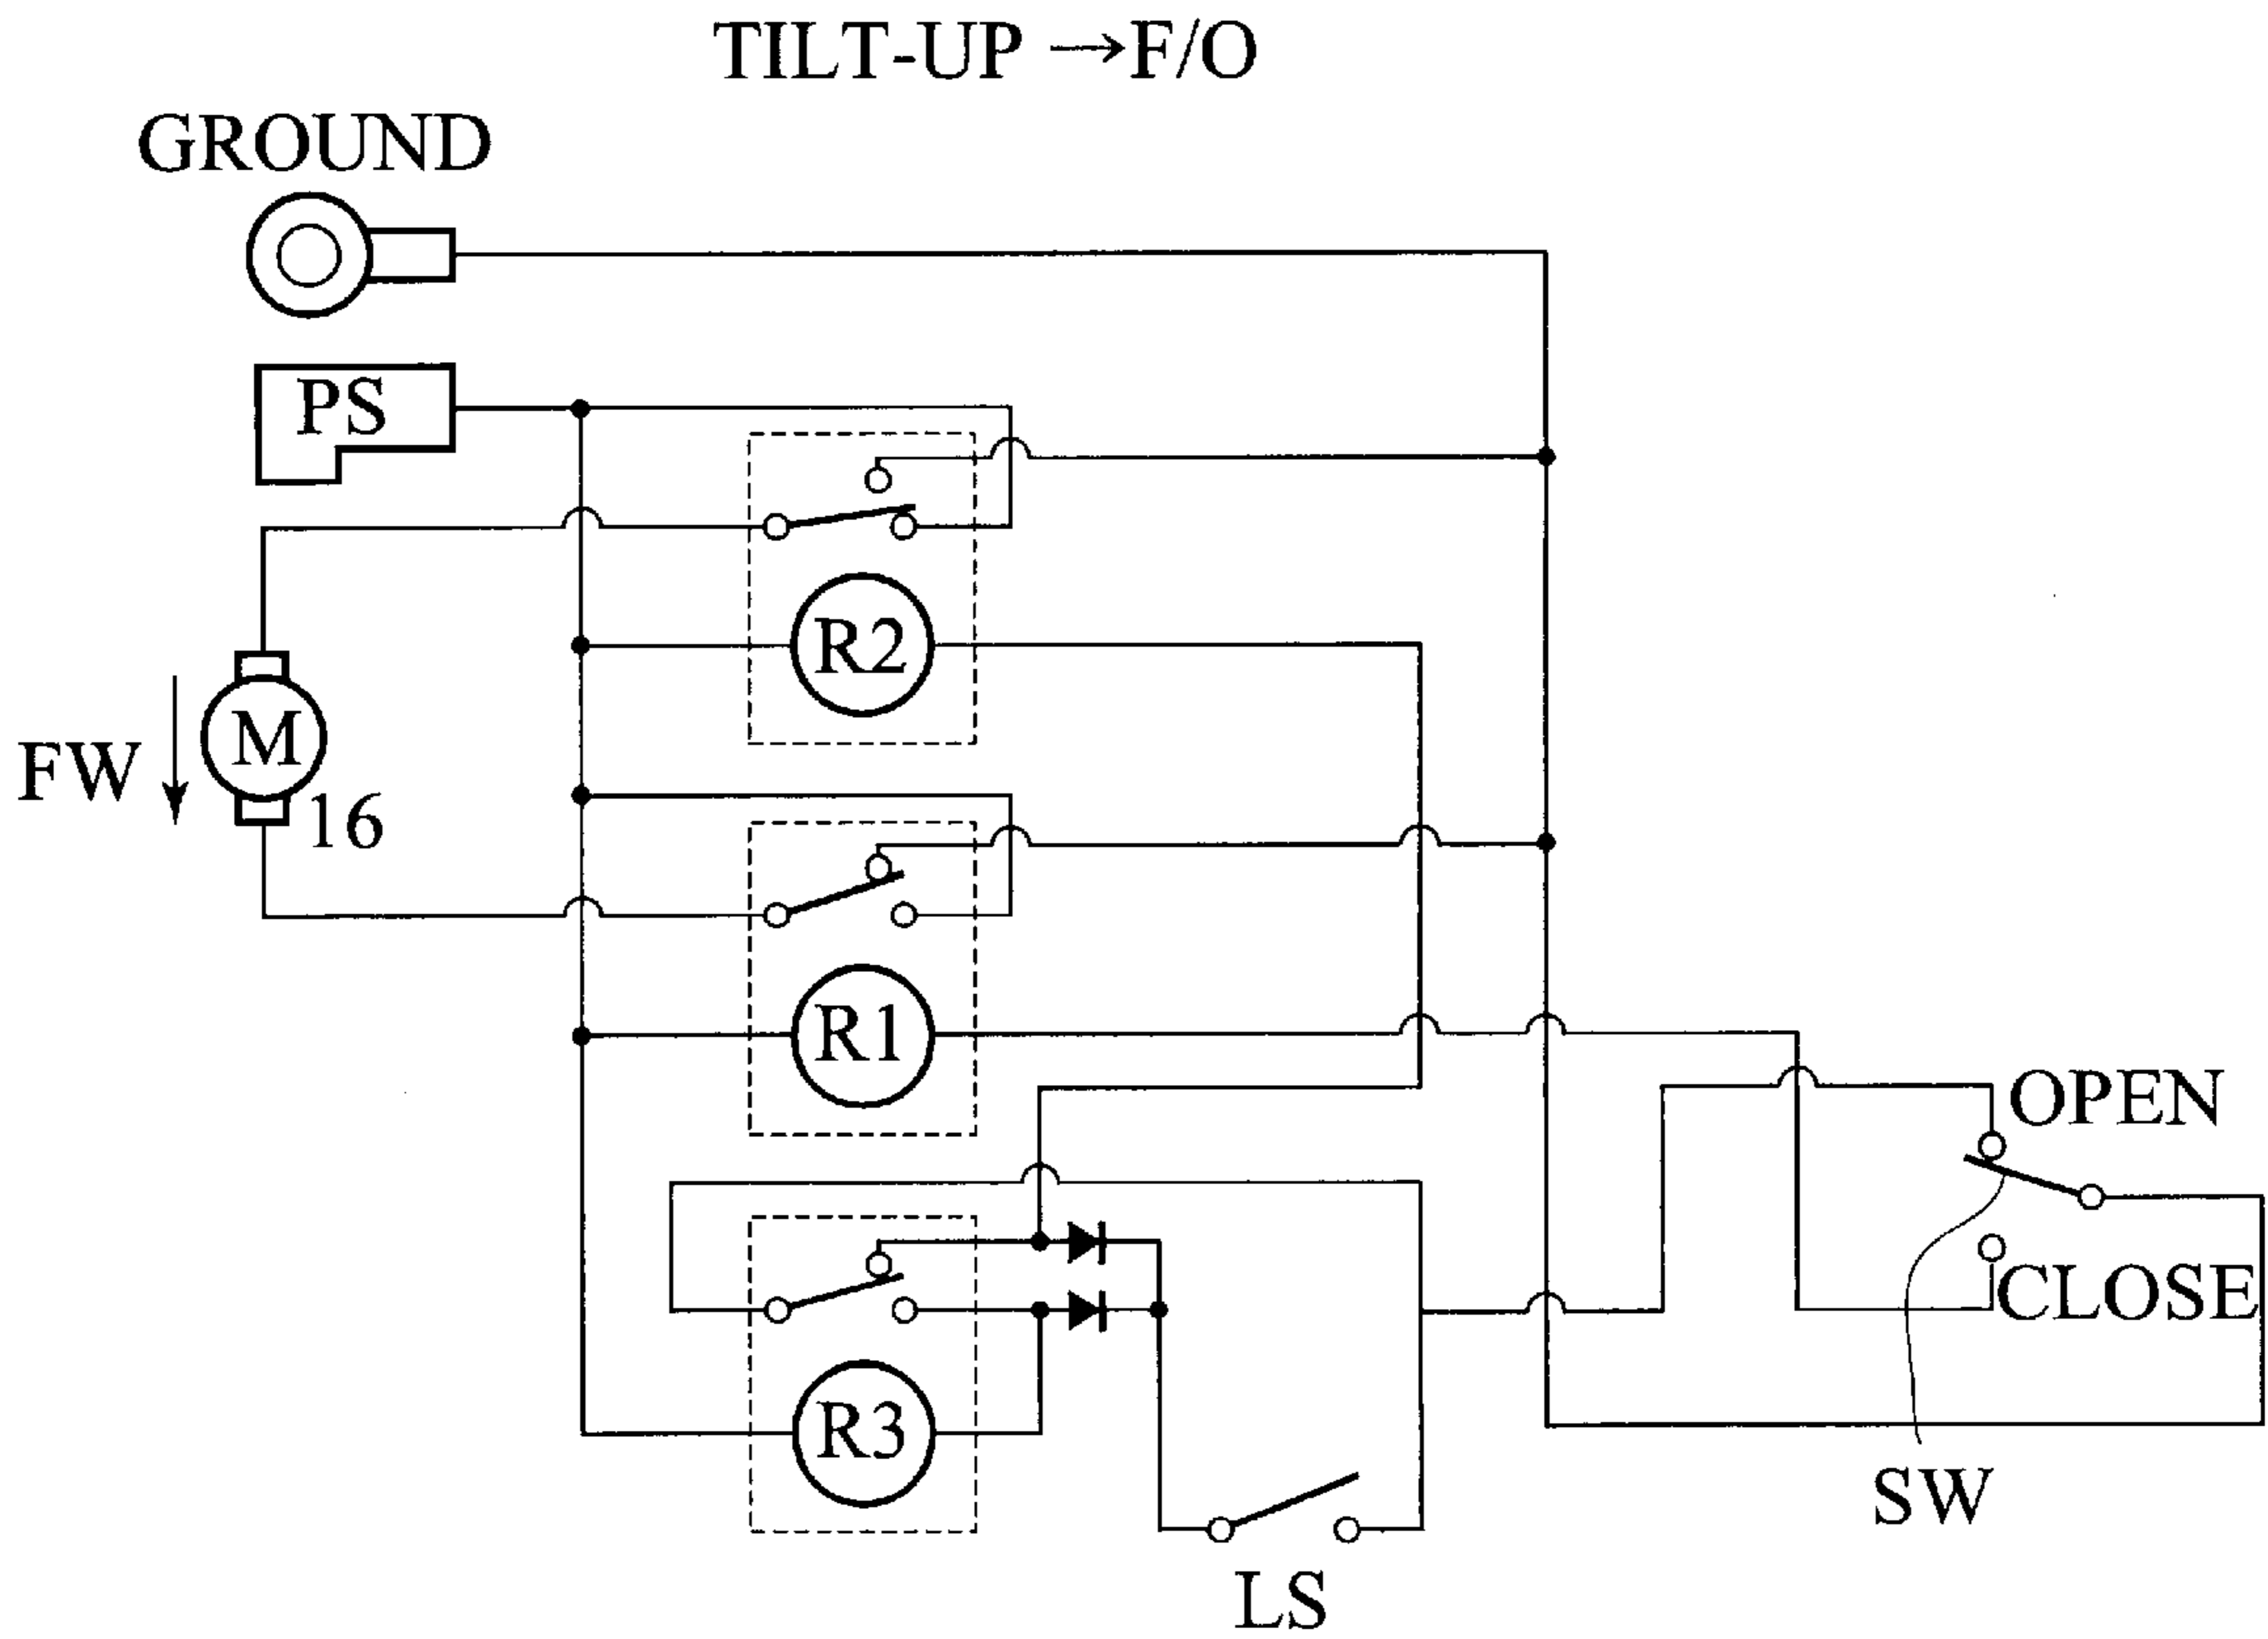 TILT-UP →F/O
GROUND
PS
R2
M
FW
16
R1
OPEN
CLOSE
R3
SW
LS